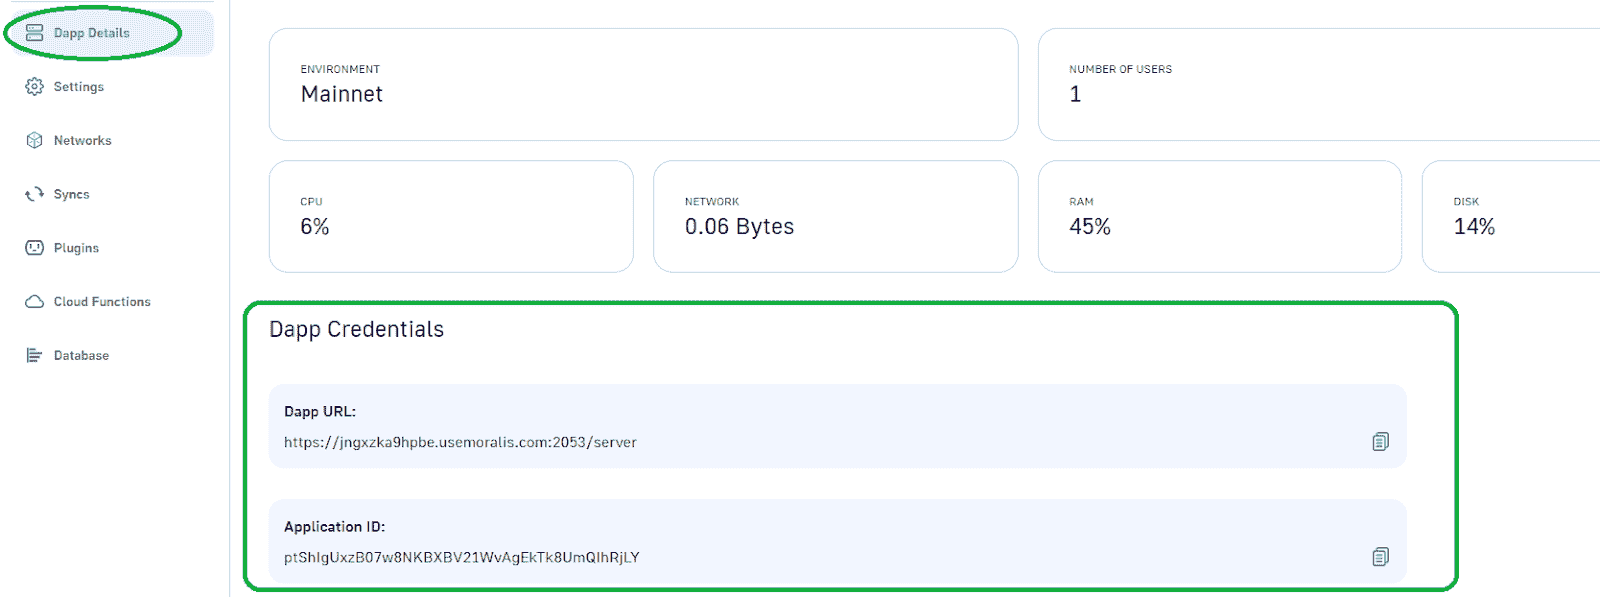 Dapp Details
Settings
Networks
Syncs
Plugins
Cloud Functions
Database
ENVIRONMENT
Mainnet
NUMBER OF USERS
1
CPU
6%
NETWORK
0.06 Bytes
RAM
45%
DISK
14%
Dapp Credentials
Dapp URL:
https://jngxzka9hpbe.usemoralis.com:2053/server
Application ID:
ptShIgUxzB07w8NKBXBV21WvAgEkTk8UmQIhRjLY